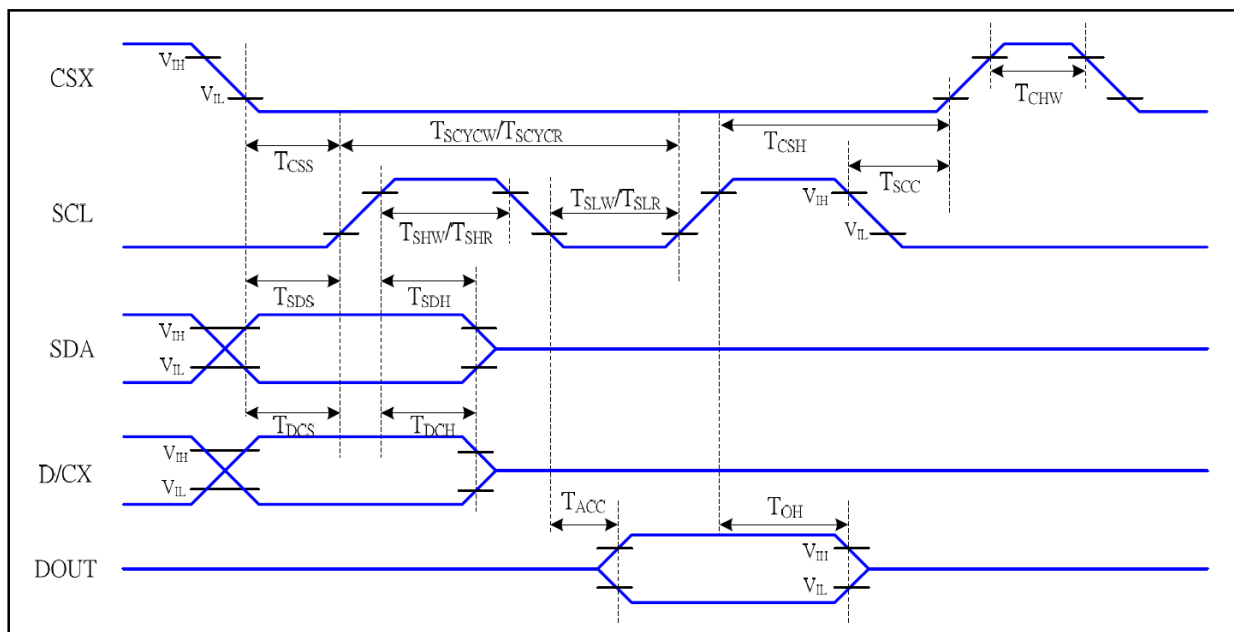 CSX
VIH
VIL
TCHW
TCSS
TSCYCW/TSCYCR
TCSH
TSCC
SCL
TSHW/TSHR
TSLW/TSLR
VIH
VIL
TSDS
TSDH
SDA
VIH
VIL
TDCS
TDCH
D/CX
VIH
VIL
TACC
TOH
DOUT
VIH
VIL